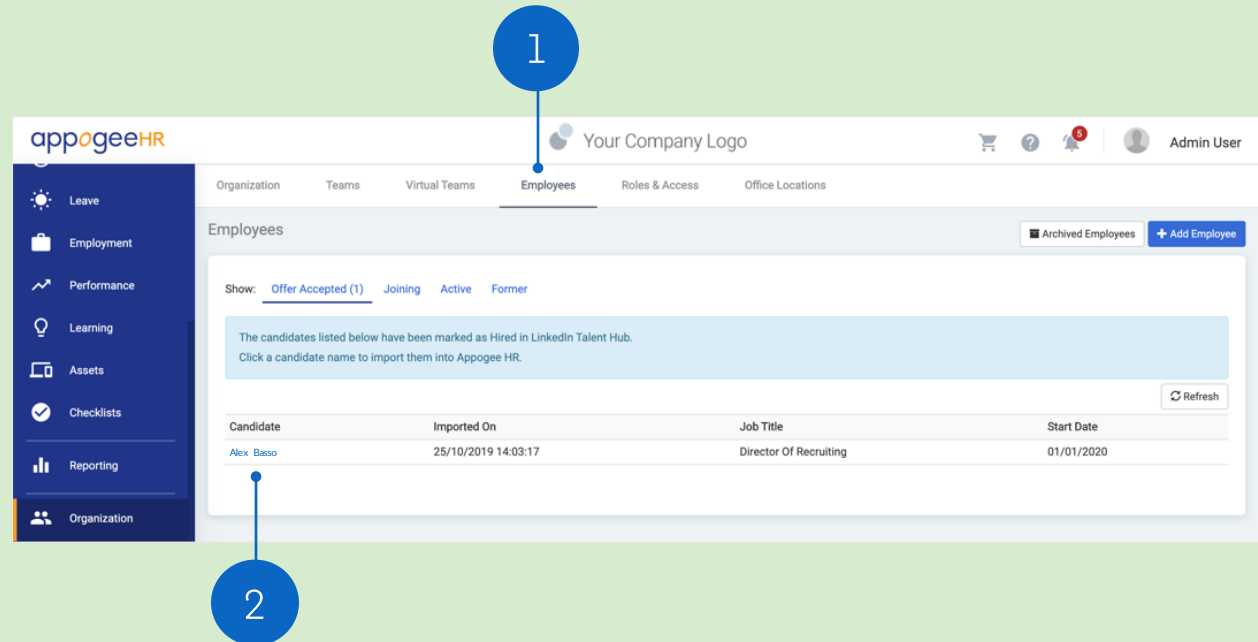 1
appogeeHR
Your Company Logo
5
Admin User
Organization Teams Virtual Teams Employees Roles & Access Office Locations
Leave
Employment
Performance
Learning
Assets
Checklists
Reporting
Organization
Employees
Archived Employees
+ Add Employee
Show: Offer Accepted (1) Joining Active Former
The candidates listed below have been marked as Hired in LinkedIn Talent Hub.
Click a candidate name to import them into Appogee HR.
Refresh
Candidate Imported On Job Title Start Date
Alex Basso 25/10/2019 14:03:17 Director Of Recruiting 01/01/2020
2